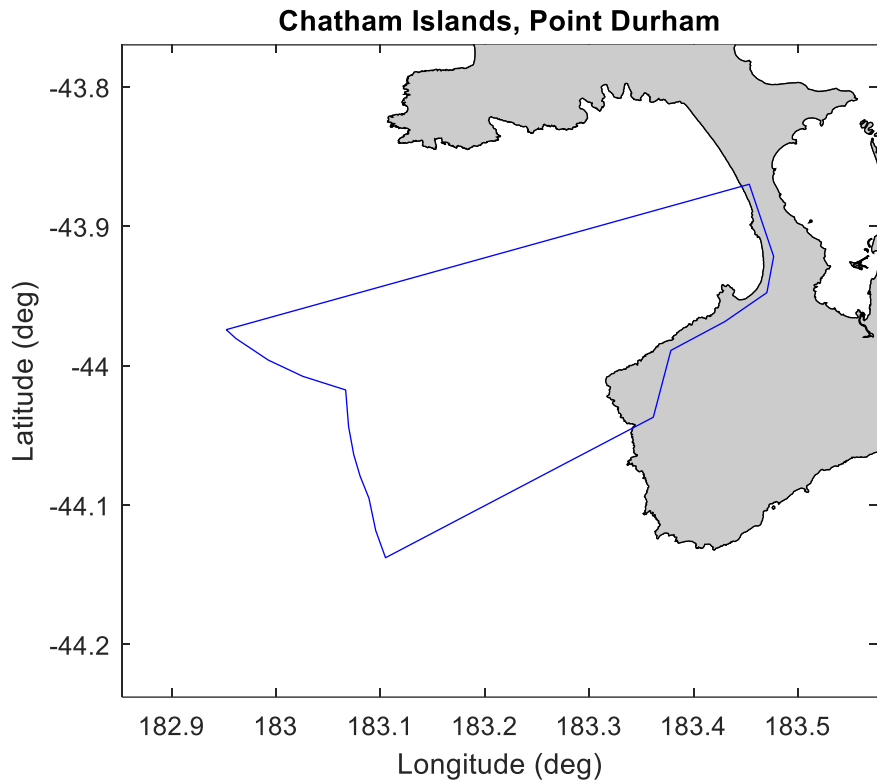 Chatham Islands, Point Durham
-43.8
-43.9
-44
-44.1
-44.2
Latitude (deg)
182.9 183 183.1 183.2 183.3 183.4 183.5
Longitude (deg)